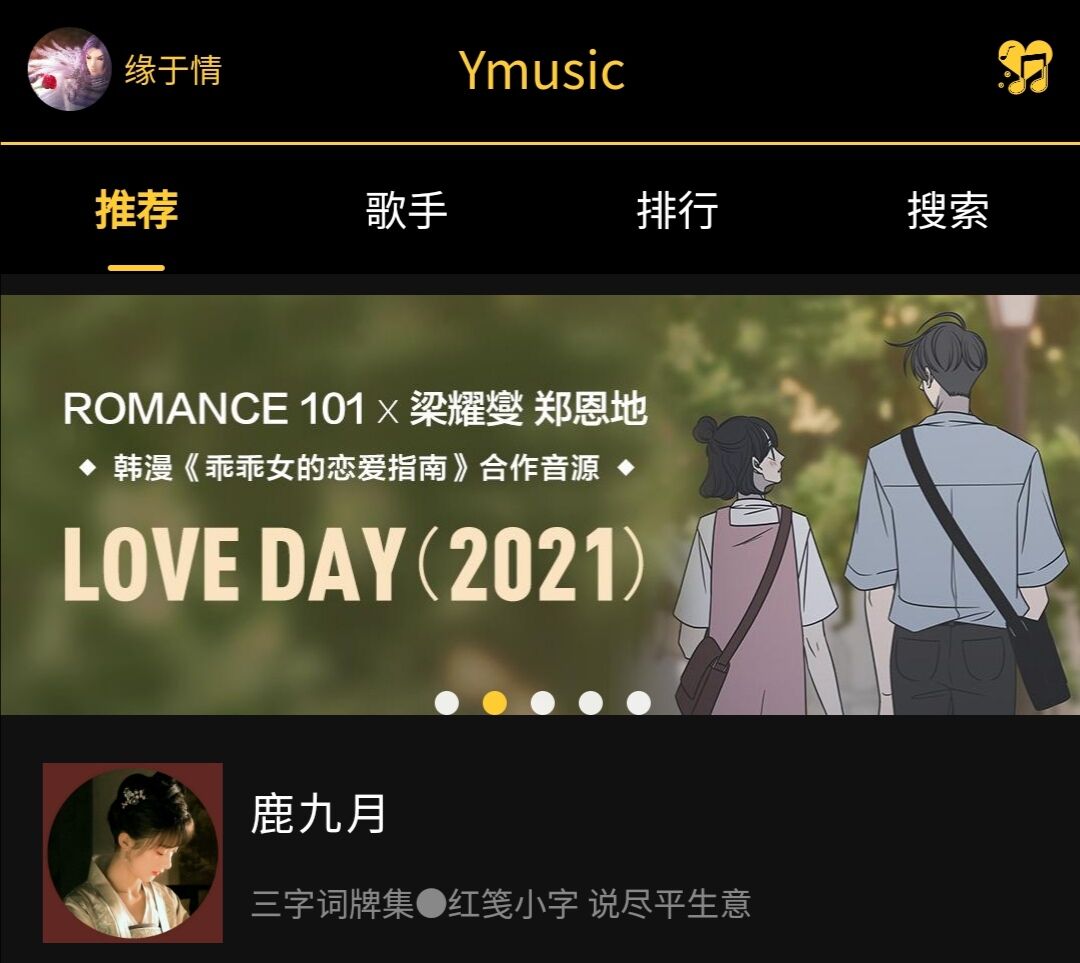 缘于情
Ymusic
推荐 歌手 排行 搜索
ROMANCE 101 x 梁耀燮 郑恩地
◆ 韩漫《乖乖女的恋爱指南》合作音源 ◆
LOVE DAY（2021）
鹿九月
三字词牌集●红笺小字 说尽平生意